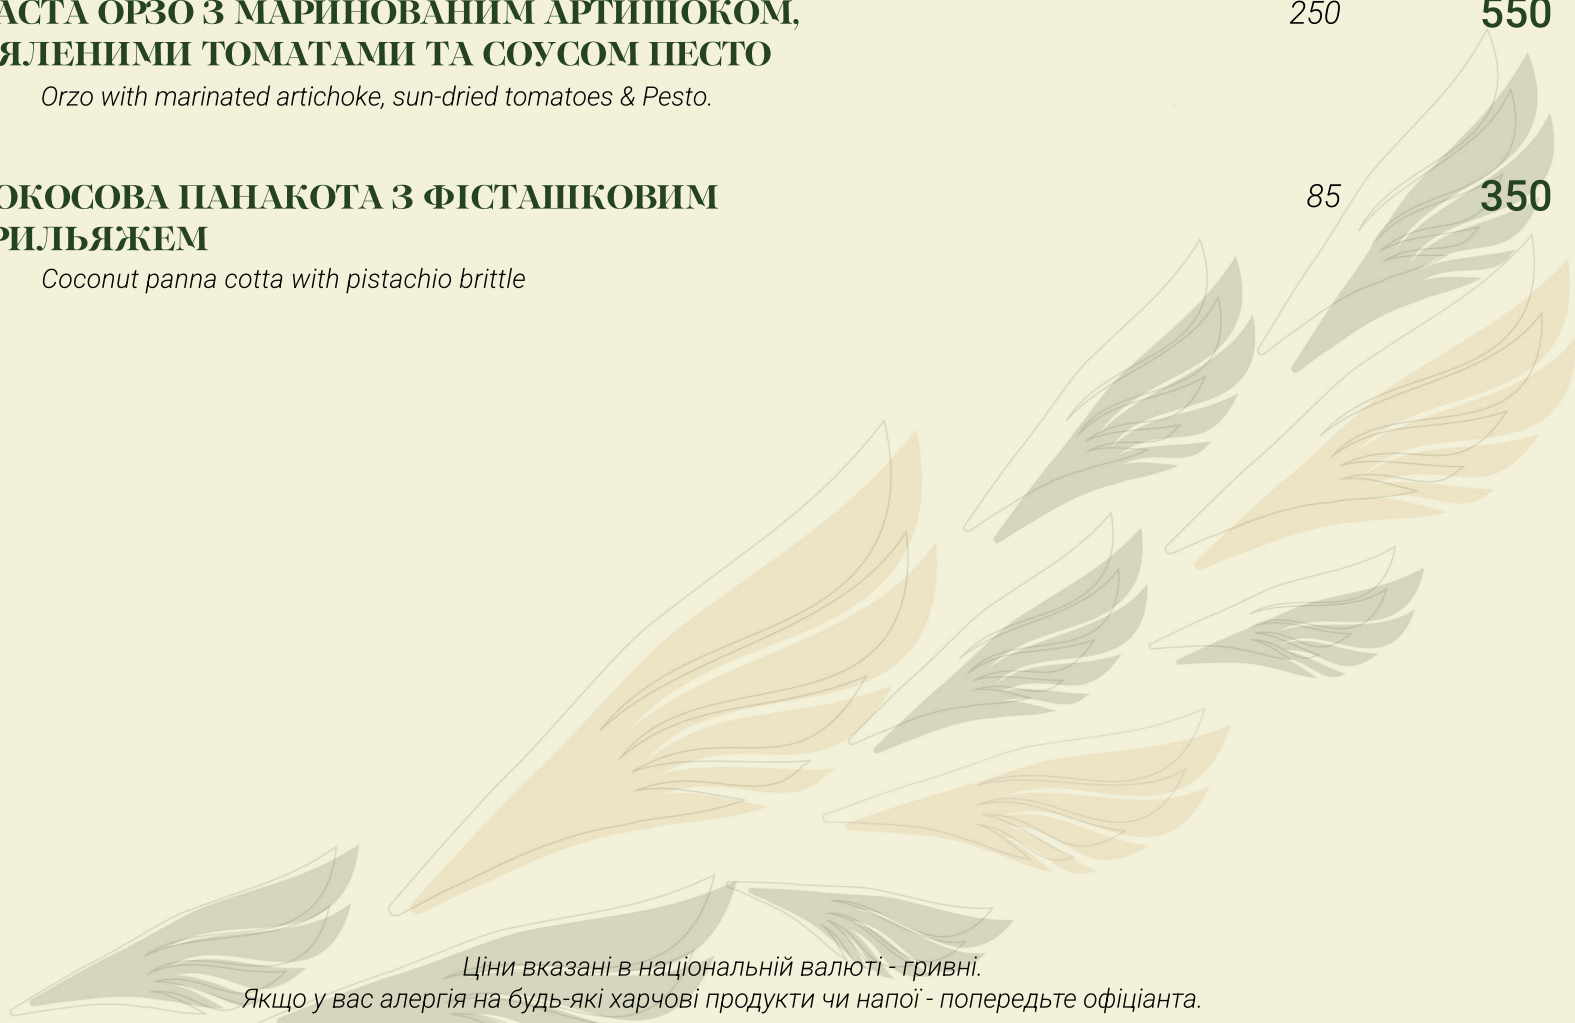 АСТА ОРЗО З МАРИНОВАНИМ АРТИШОКОМ, 250 550
ЯЛЕНИМИ ТОМАТАМИ ТА СОУСОМ ПЕСТО
Orzo with marinated artichoke, sun-dried tomatoes & Pesto.
ОКОСОВА ПАНАКОТА З ФІСТАШКОВИМ 85 350
РИЛЬЯЖЕМ
Coconut panna cotta with pistachio brittle
Ціни вказані в національній валюті - гривні.
Якщо у вас алергія на будь-які харчові продукти чи напої - попередьте офіціанта.